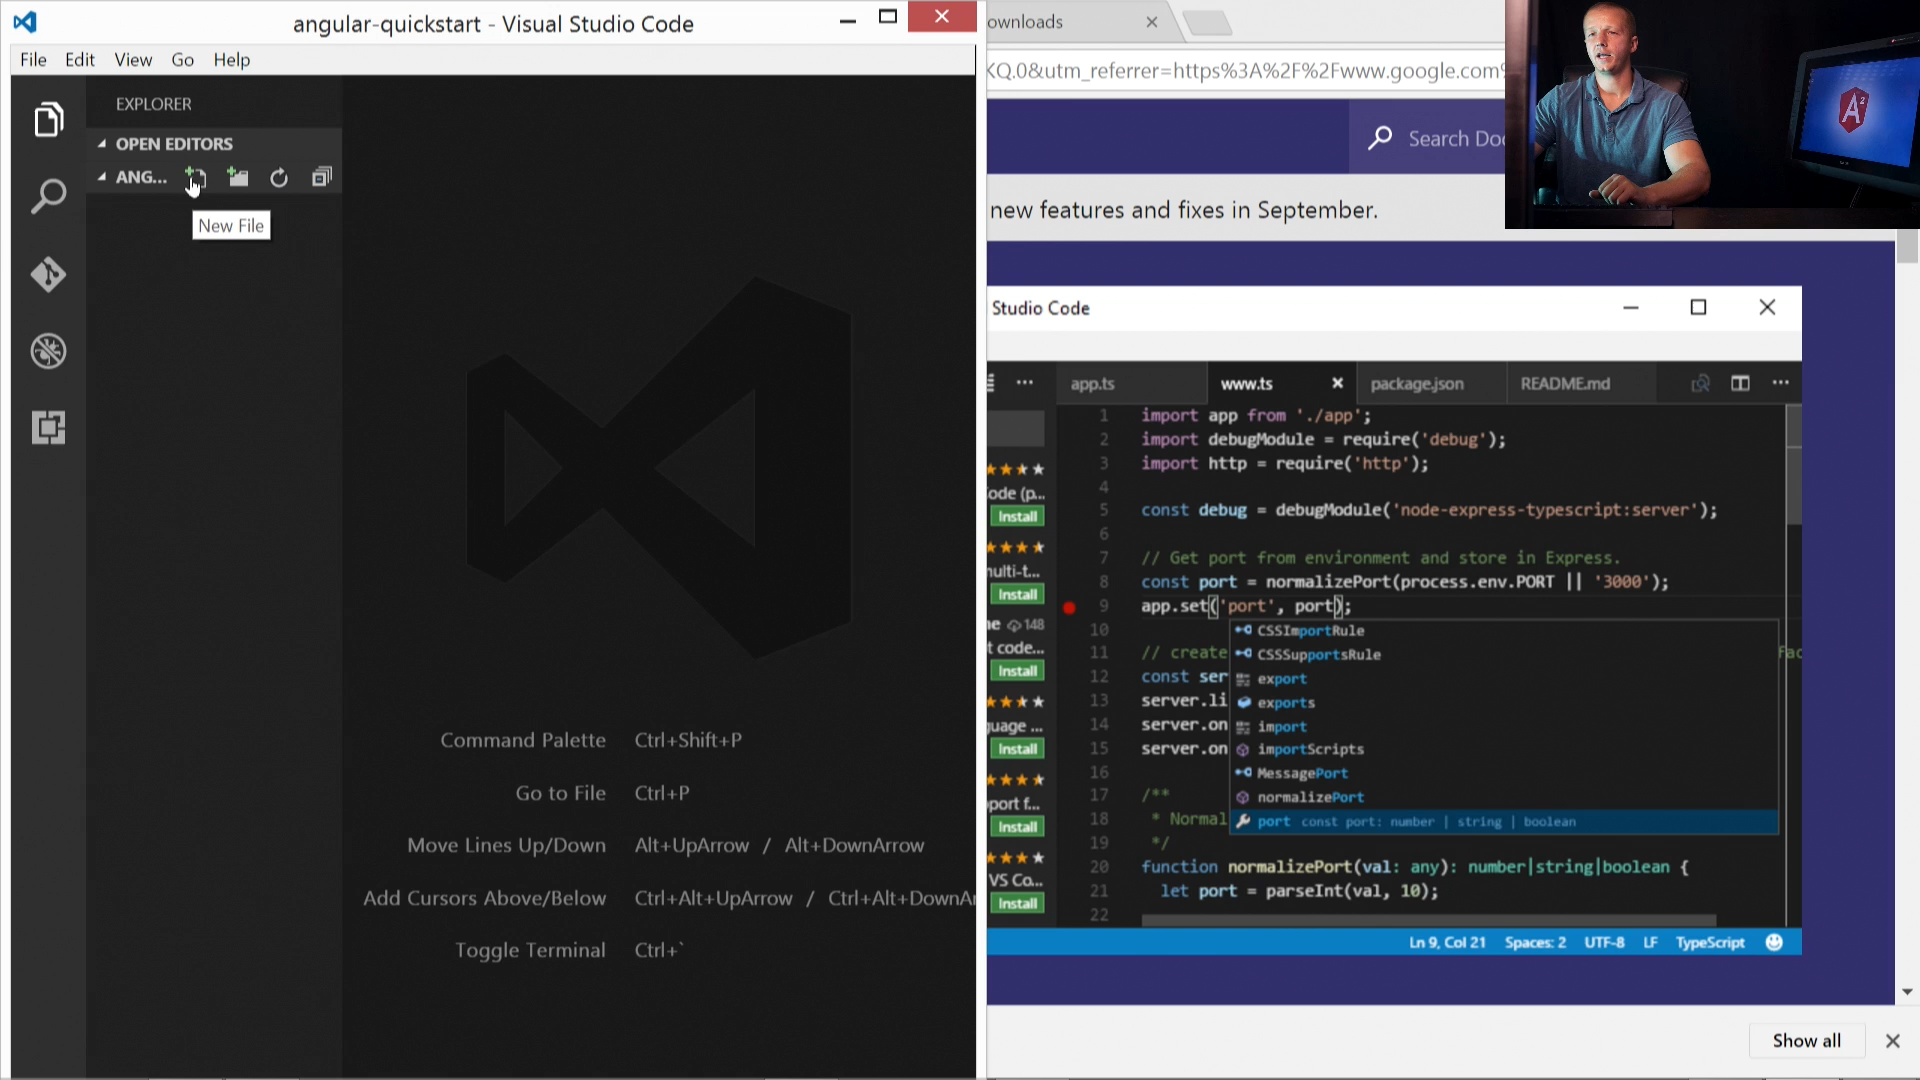 angular-quickstart - Visual Studio Code
File Edit View Go Help
EXPLORER
OPEN EDITORS
ANG...
New File
Command Palette Ctrl+Shift+P
Go to File Ctrl+P
Move Lines Up/Down Alt+UpArrow / Alt+DownArrow
Add Cursors Above/Below Ctrl+Alt+UpArrow / Ctrl+Alt+DownAr
Toggle Terminal Ctrl+`
ownloads
KQ.0&utm_referrer=https%3A%2F%2Fwww.google.com%
Search Doc
new features and fixes in September.
A2
Studio Code
app.ts www.ts package.json README.md
1 import app from './app';
2 import debugModule = require('debug');
3 import http = require('http');
4
5 const debug = debugModule('node-express-typescript:server');
6
7 // Get port from environment and store in Express.
8 const port = normalizePort(process.env.PORT || '3000');
9 app.set('port', port);
10
11 // create
12 const ser
13 server.li
14 server.on
15 server.on
16
17 /**
18 * Normal
19 */
20 function normalizePort(val: any): number|string|boolean {
21 let port = parseInt(val, 10);
22
CSSImportRule
CSSSupportsRule
export
exports
import
importScripts
MessagePort
normalizePort
port const port: number | string | boolean
fac
ode (p...
Install
nulti-t...
Install
ne 148
t code...
Install
guage ...
Install
port f...
Install
VS Co...
Install
Ln 9, Col 21 Spaces: 2 UTF-8 LF TypeScript
Show all